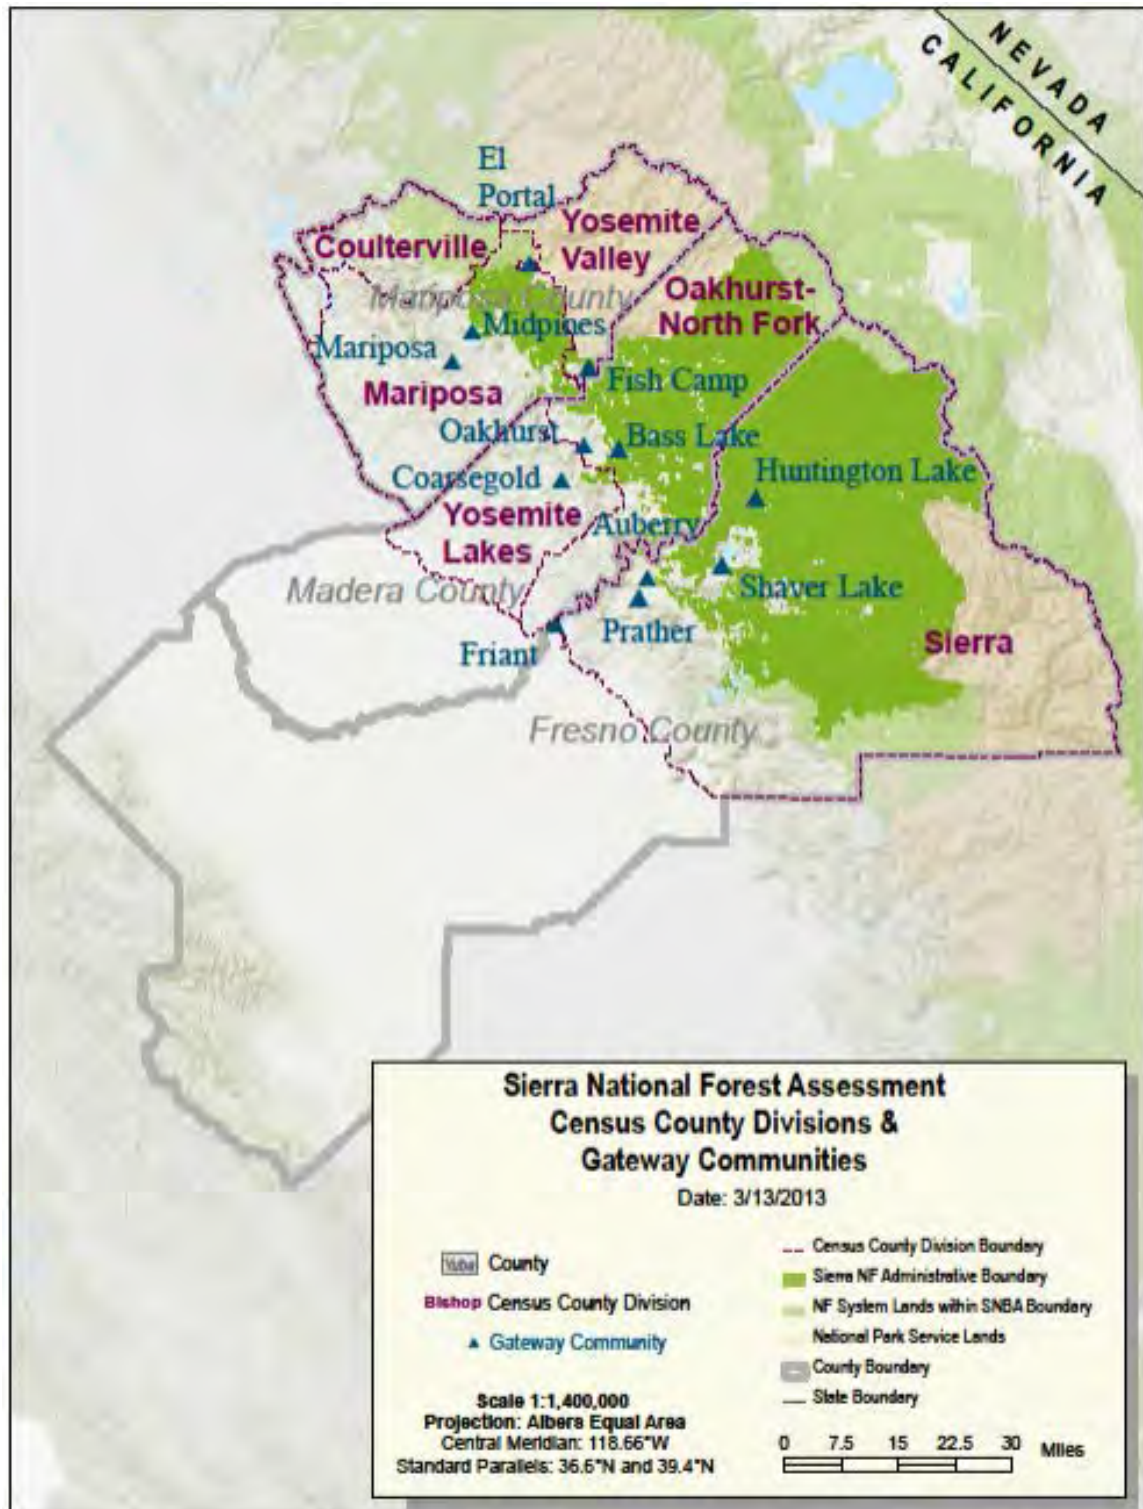 NEVADA
CALIFORNIA
El
Portal
Yosemite
Valley
Coulterville
Mariposa County
Oakhurst-
North Fork
Midpines
Mariposa
Fish Camp
Mariposa
Oakhurst
Bass Lake
Coarsegold
Huntington Lake
Yosemite
Lakes
Auberry
Madera County
Shaver Lake
Prather
Friant
Sierra
Fresno County
Sierra National Forest Assessment
Census County Divisions &
Gateway Communities
Date: 3/13/2013
Yuba County
Bishop Census County Division
Gateway Community
Census County Division Boundary
Sierra NF Administrative Boundary
NF System Lands within SNBA Boundary
National Park Service Lands
County Boundary
State Boundary
Scale 1:1,400,000
Projection: Albers Equal Area
Central Meridian: 118.66°W
Standard Parallels: 36.6°N and 39.4°N
0 7.5 15 22.5 30 Miles